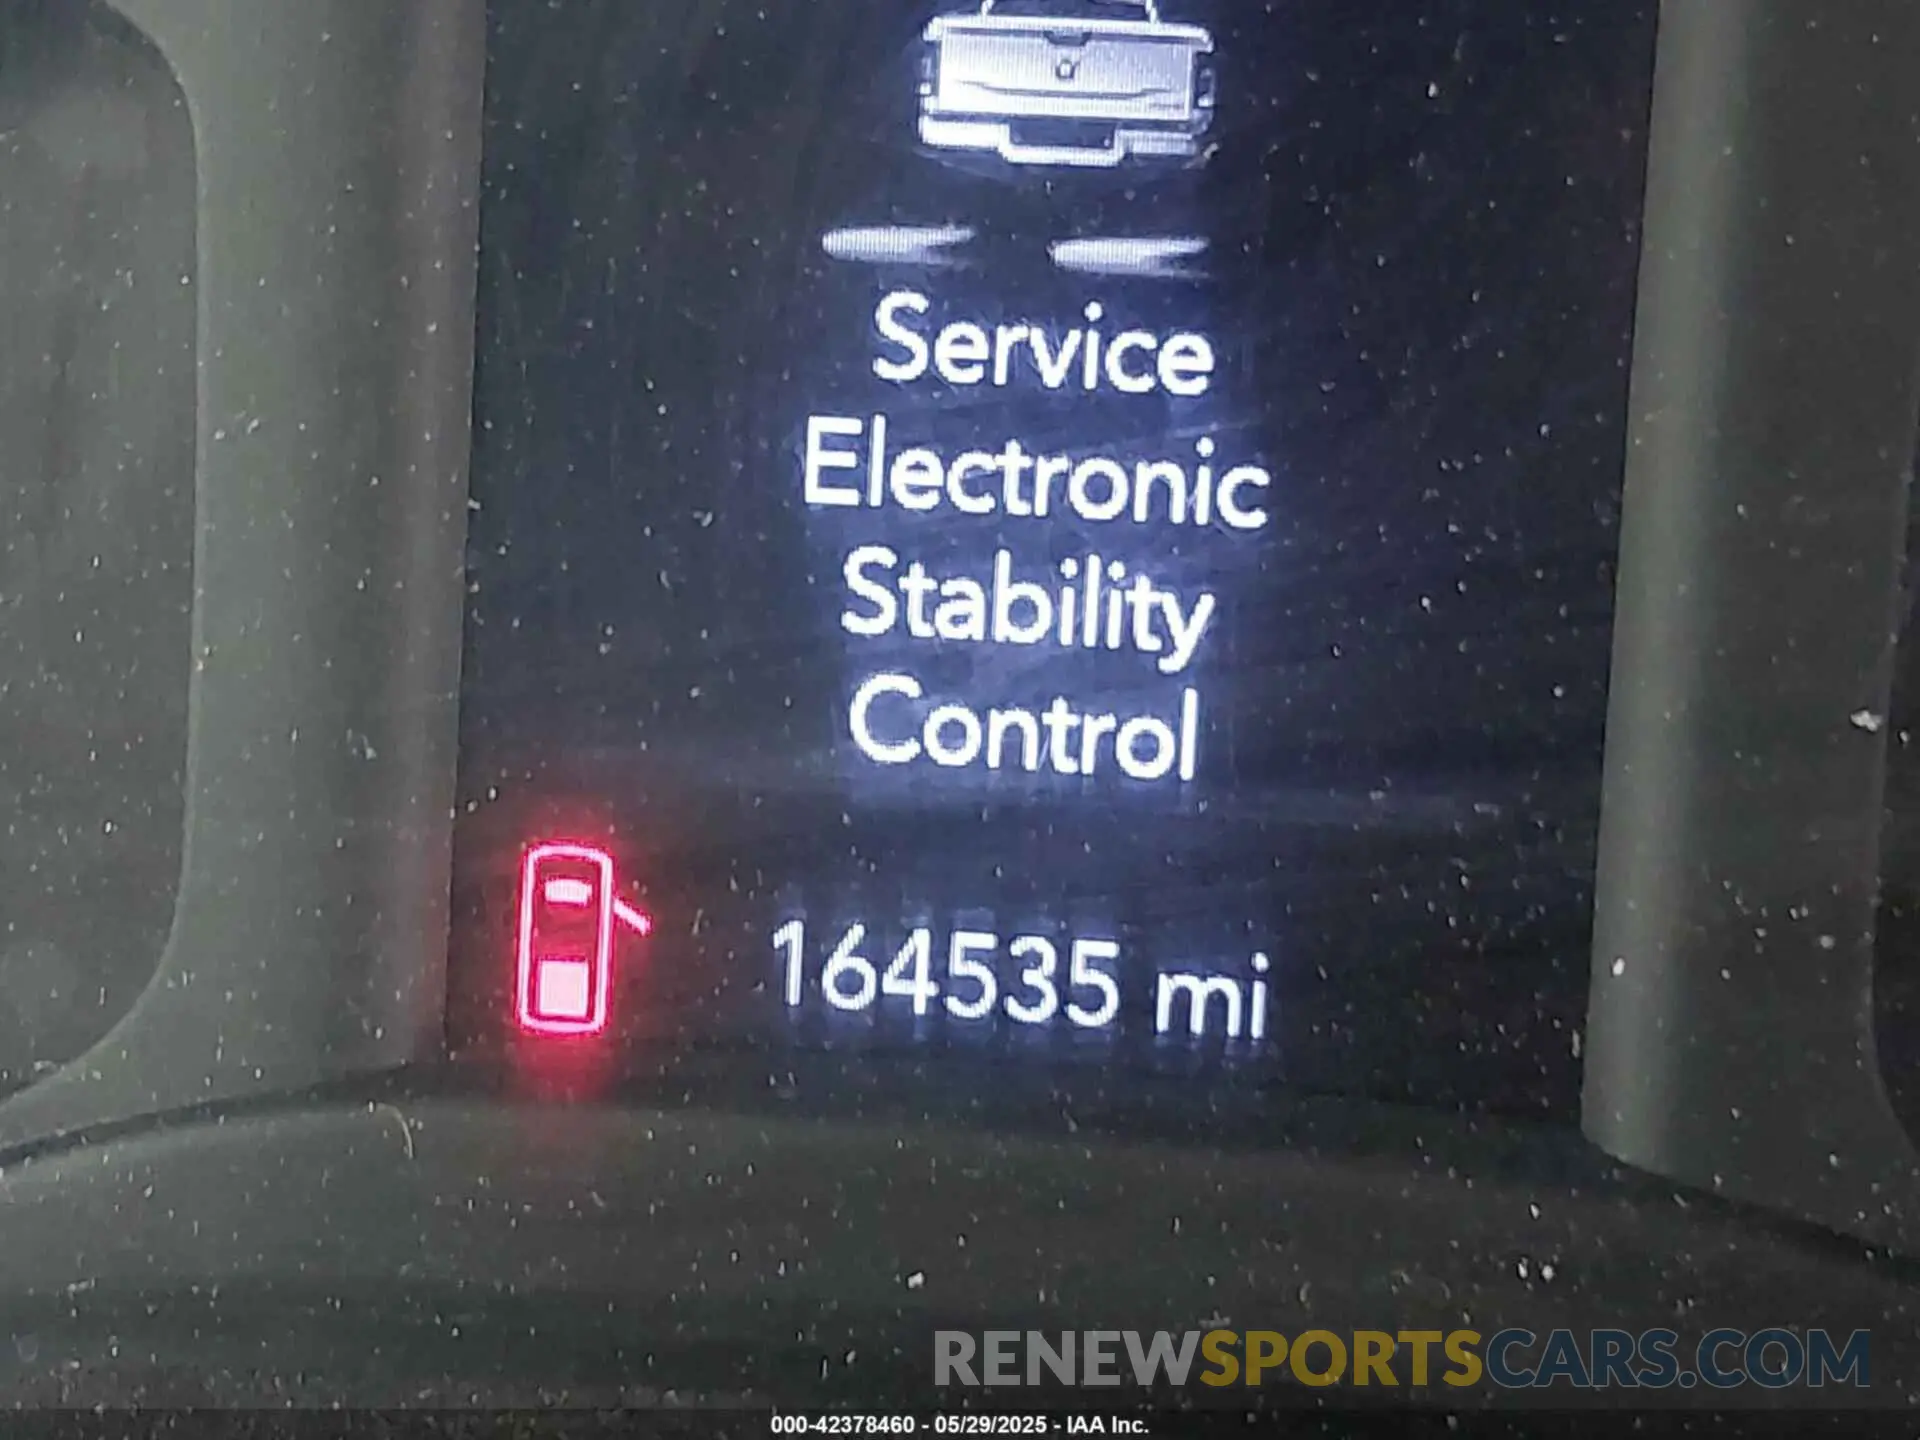 Service
Electronic
Stability
Control
164535 mi
RENEWSPORTSCARS.COM
000-42378460 - 05/29/2025 - IAA Inc.